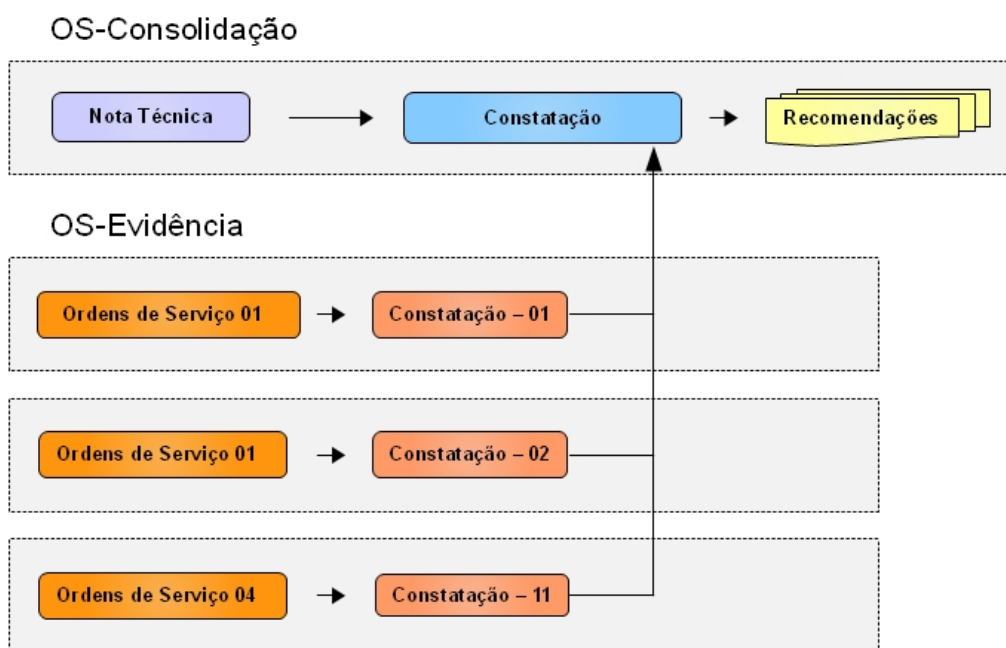 OS-Consolidação
Nota Técnica
Constatação
Recomendações
OS-Evidência
Ordens de Serviço 01
Constatação – 01
Ordens de Serviço 01
Constatação – 02
Ordens de Serviço 04
Constatação – 11